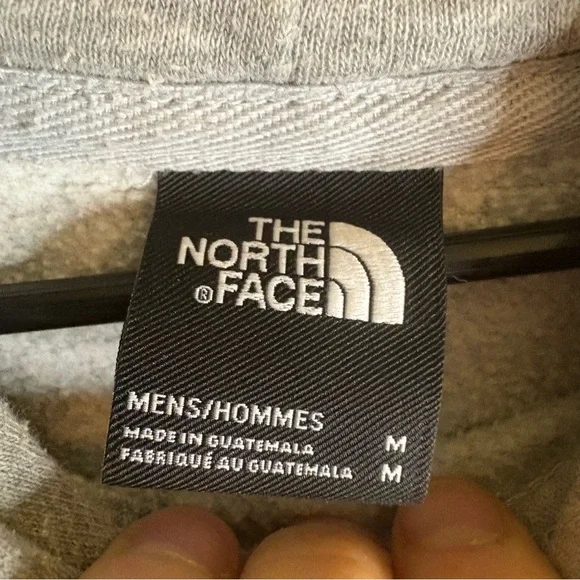 THE
NORTH
® FACE
MENS/HOMMES
MADE IN GUATEMALA M
FABRIQUÉ AU GUATEMALA M